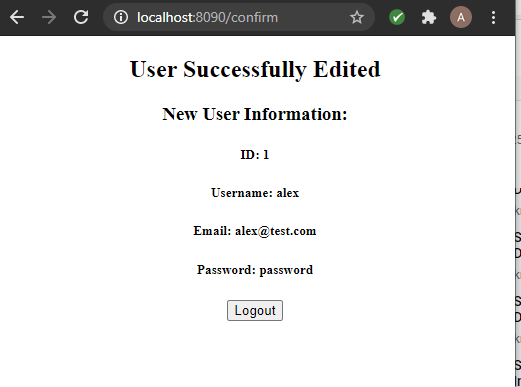 localhost:8090/confirm
A
User Successfully Edited
New User Information:
ID: 1
Username: alex
Email: alex@test.com
Password: password
Logout